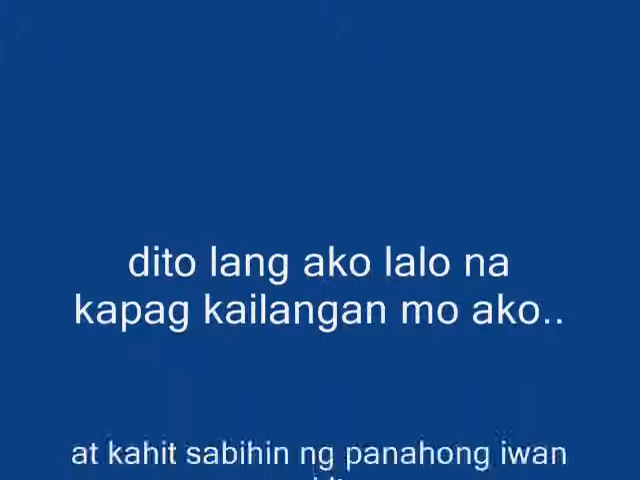 dito lang ako lalo na
kapag kailangan mo ako..
at kahit sabihin ng panahong iwan